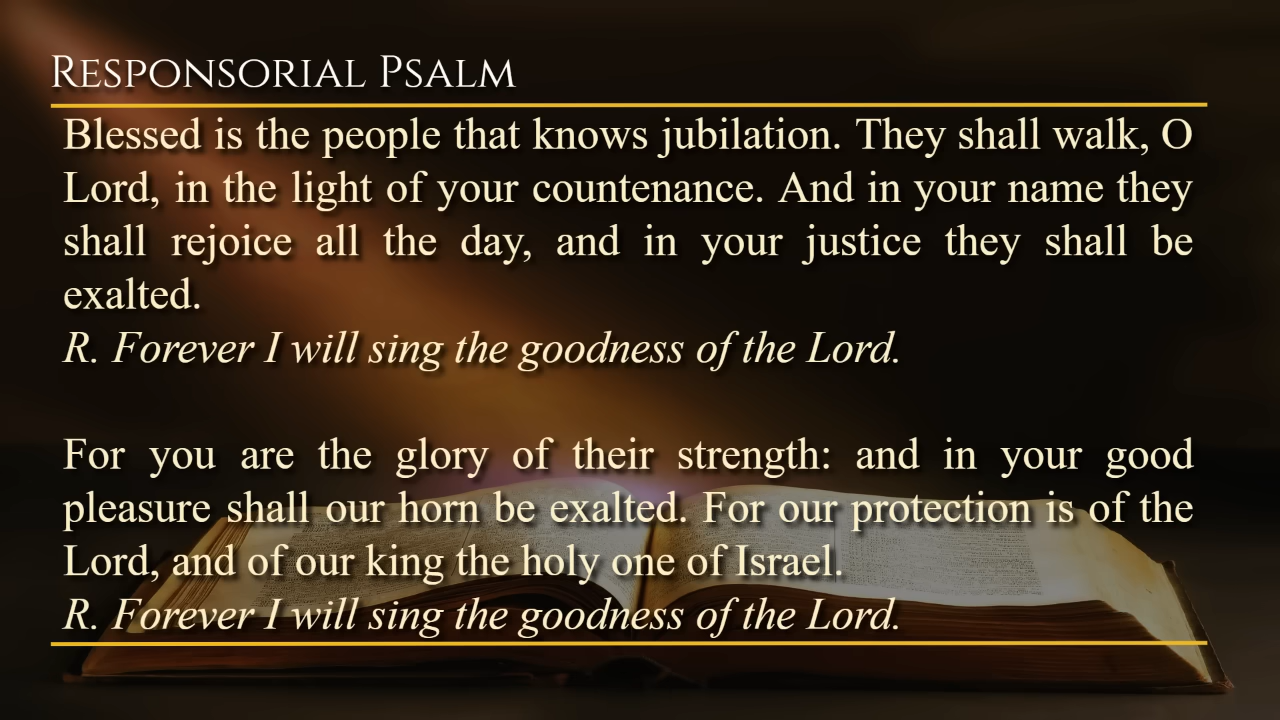 Responsorial Psalm
Blessed is the people that knows jubilation. They shall walk, O
Lord, in the light of your countenance. And in your name they
shall rejoice all the day, and in your justice they shall be
exalted.
R. Forever I will sing the goodness of the Lord.
For you are the glory of their strength: and in your good
pleasure shall our horn be exalted. For our protection is of the
Lord, and of our king the holy one of Israel.
R. Forever I will sing the goodness of the Lord.